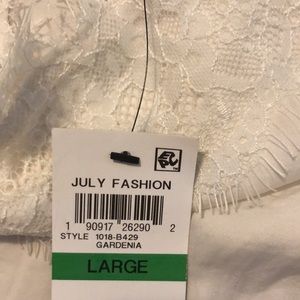 JULY FASHION
1 90917 26290 2
STYLE 1018-B429
GARDENIA
LARGE